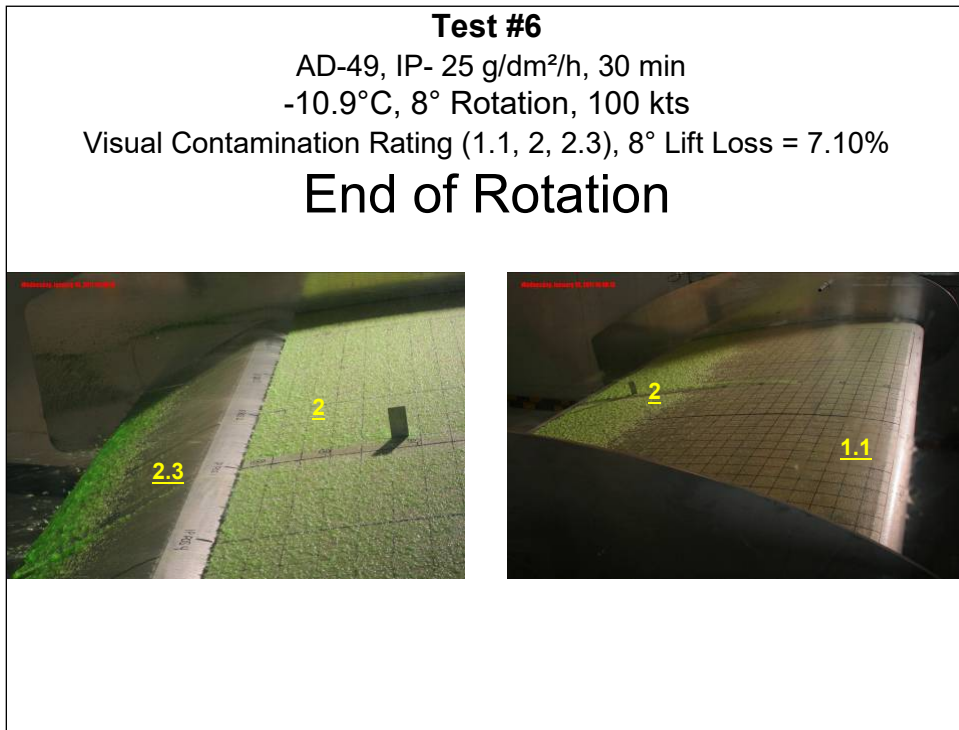 Test #6
AD-49, IP- 25 g/dm²/h, 30 min
-10.9°C, 8° Rotation, 100 kts
Visual Contamination Rating (1.1, 2, 2.3), 8° Lift Loss = 7.10%
End of Rotation
2
2.3
2
1.1